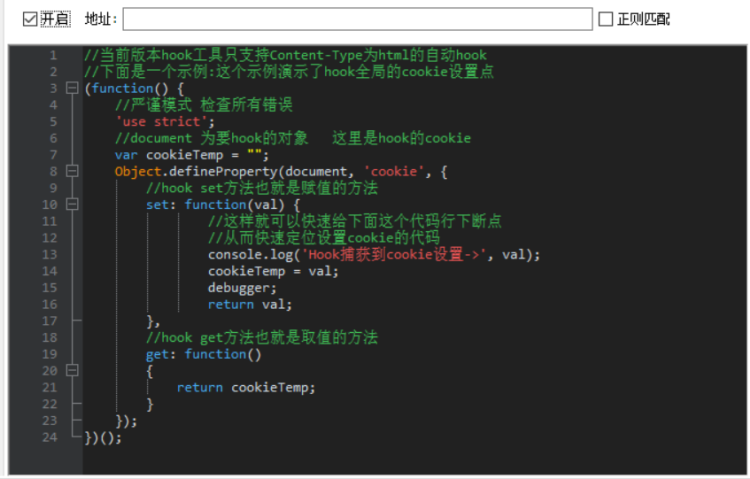 开启 地址: 正则匹配
1 //当前版本hook工具只支持Content-Type为html的自动hook
2 //下面是一个示例:这个示例演示了hook全局的cookie设置点
3 (function() {
4 //严谨模式 检查所有错误
5 'use strict';
6 //document 为要hook的对象 这里是hook的cookie
7 var cookieTemp = "";
8 Object.defineProperty(document, 'cookie', {
9 //hook set方法也就是赋值的方法
10 set: function(val) {
11 //这样就可以快速给下面这个代码行下断点
12 //从而快速定位设置cookie的代码
13 console.log('Hook捕获到cookie设置->', val);
14 cookieTemp = val;
15 debugger;
16 return val;
17 },
18 //hook get方法也就是取值的方法
19 get: function()
20 {
21 return cookieTemp;
22 }
23 });
24 })();